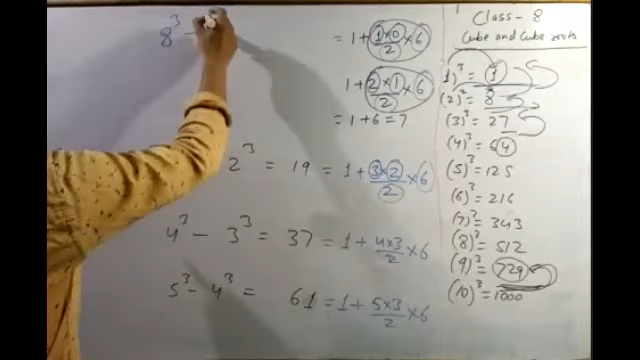 8³ -
= 1 + 1×0/2 × 6
1 + 2×1/2 × 6
= 1 + 6 = 7
2³ = 19 = 1 + 3×2/2 × 6
4³ - 3³ = 37 = 1 + 4×3/2 × 6
5³ - 4³ = 61 = 1 + 5×3/2 × 6
Class - 8
Cube and Cube roots
(1)³ = 1
(2)³ = 8
(3)³ = 27
(4)³ = 64
(5)³ = 125
(6)³ = 216
(7)³ = 343
(8)³ = 512
(9)³ = 729
(10)³ = 1000